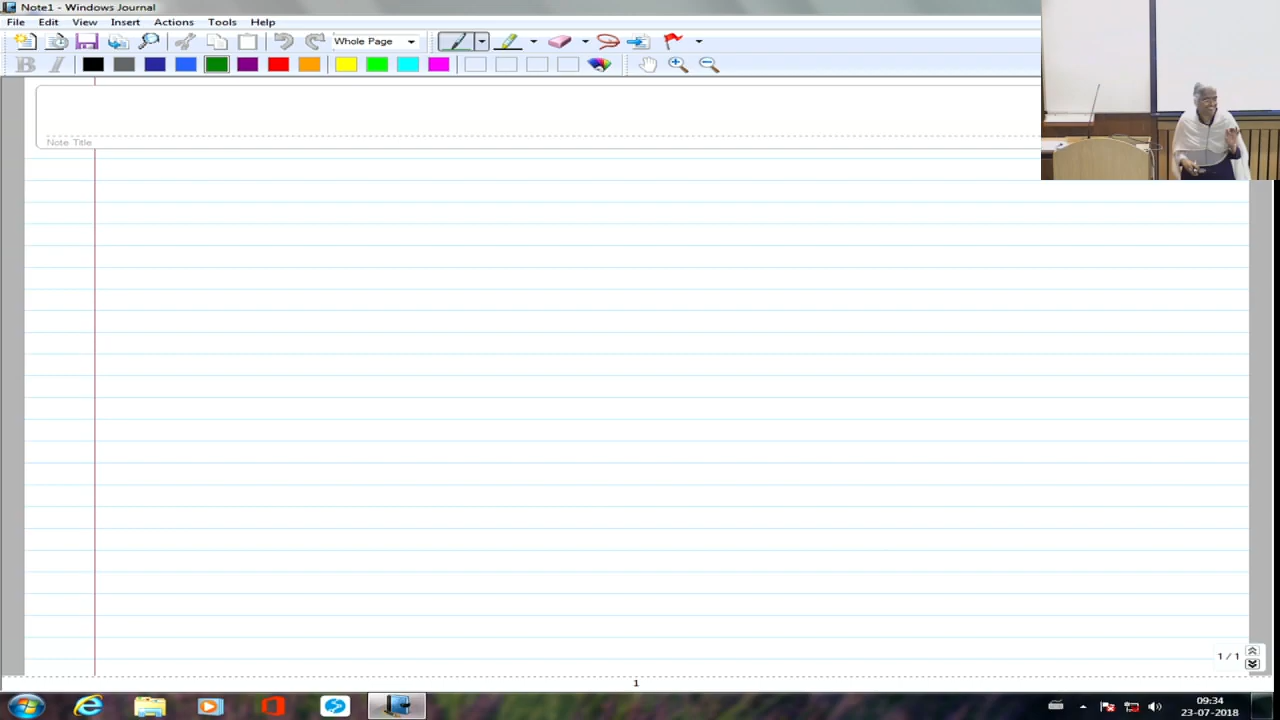 Note1 - Windows Journal
File Edit View Insert Actions Tools Help
Whole Page
B I
Note Title
1 / 1
1
09:34
23-07-2018